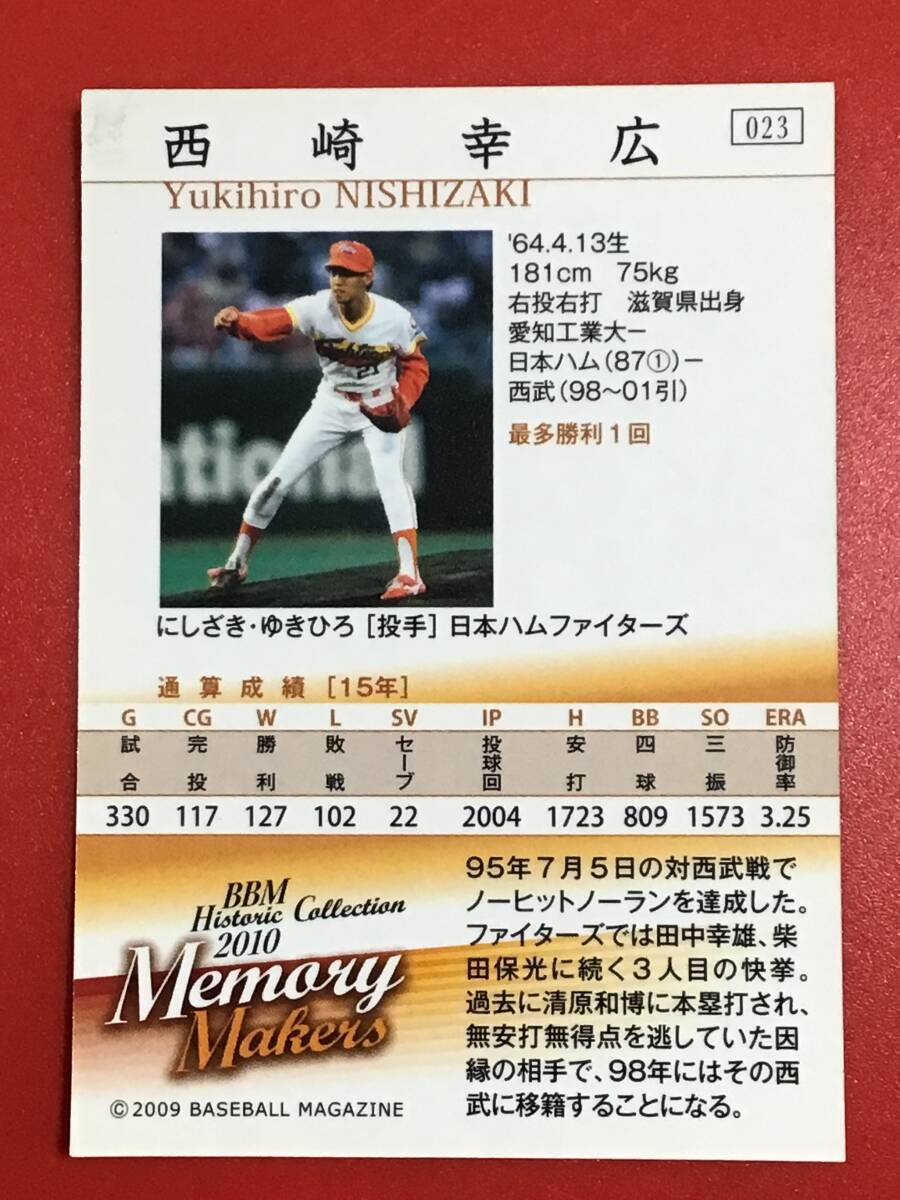 西崎幸広
023
Yukihiro NISHIZAKI
'64.4.13生
181cm 75kg
右投右打 滋賀県出身
愛知工業大ー
日本ハム(87①)ー
西武(98～01引)
最多勝利1回
Fighters
21
national
にしざき・ゆきひろ[投手]日本ハムファイターズ
通算成績[15年]
G CG W L SV IP H BB SO ERA
試合 完投 勝利 敗戦 セーブ 投球回 安打 四球 三振 防御率
330 117 127 102 22 2004 1723 809 1573 3.25
95年7月5日の対西武戦で
ノーヒットノーランを達成した。
ファイターズでは田中幸雄、柴
田保光に続く3人目の快挙。
過去に清原和博に本塁打され、
無安打無得点を逃していた因
縁の相手で、98年にはその西
武に移籍することになる。
BBM
Historic Collection
2010
Memory
Makers
©2009 BASEBALL MAGAZINE